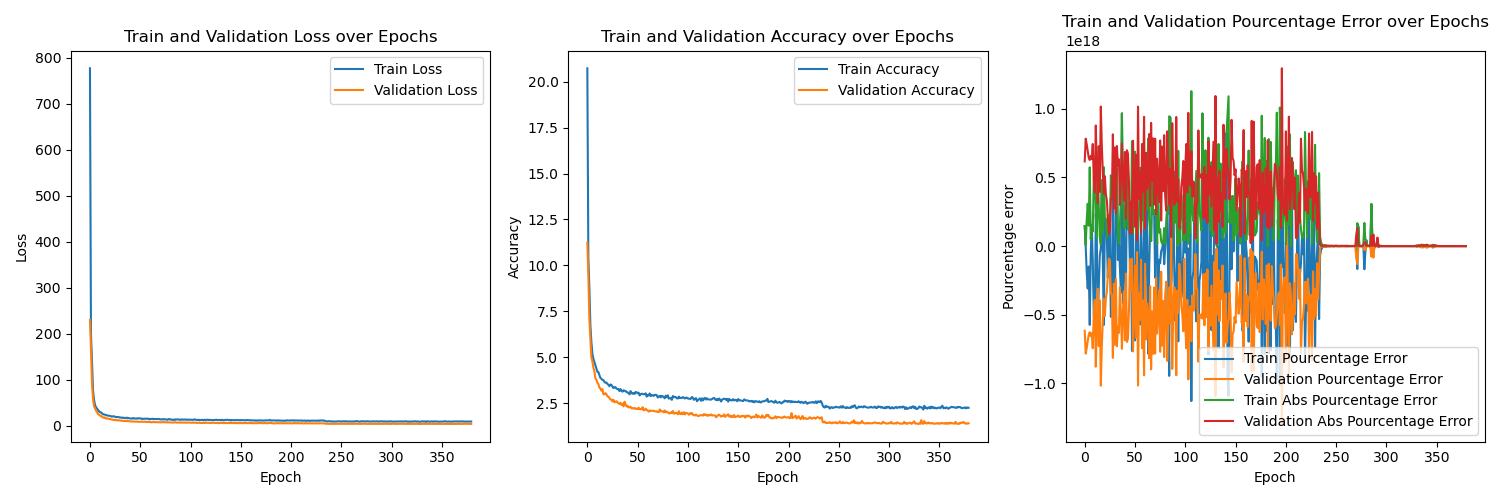 Train and Validation Loss over Epochs
800
700
600
500
400
300
200
100
0
Loss
0 50 100 150 200 250 300 350
Epoch
Train Loss
Validation Loss
Train and Validation Accuracy over Epochs
20.0
17.5
15.0
12.5
10.0
7.5
5.0
2.5
Accuracy
0 50 100 150 200 250 300 350
Epoch
Train Accuracy
Validation Accuracy
Train and Validation Pourcentage Error over Epochs
1e18
1.0
0.5
0.0
−0.5
−1.0
Pourcentage error
0 50 100 150 200 250 300 350
Epoch
Train Pourcentage Error
Validation Pourcentage Error
Train Abs Pourcentage Error
Validation Abs Pourcentage Error